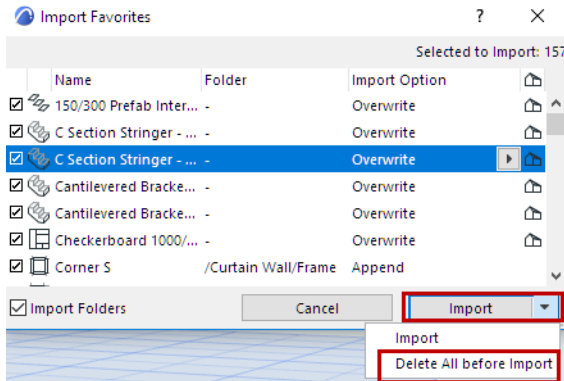 Import Favorites ? ×
Selected to Import: 157
Name Folder Import Option
150/300 Prefab Inter... - Overwrite
C Section Stringer - ... - Overwrite
C Section Stringer - ... - Overwrite
Cantilevered Bracke... - Overwrite
Cantilevered Bracke... - Overwrite
Checkerboard 1000/... - Overwrite
Corner S /Curtain Wall/Frame Append
Import Folders Cancel Import
Import
Delete All before Import